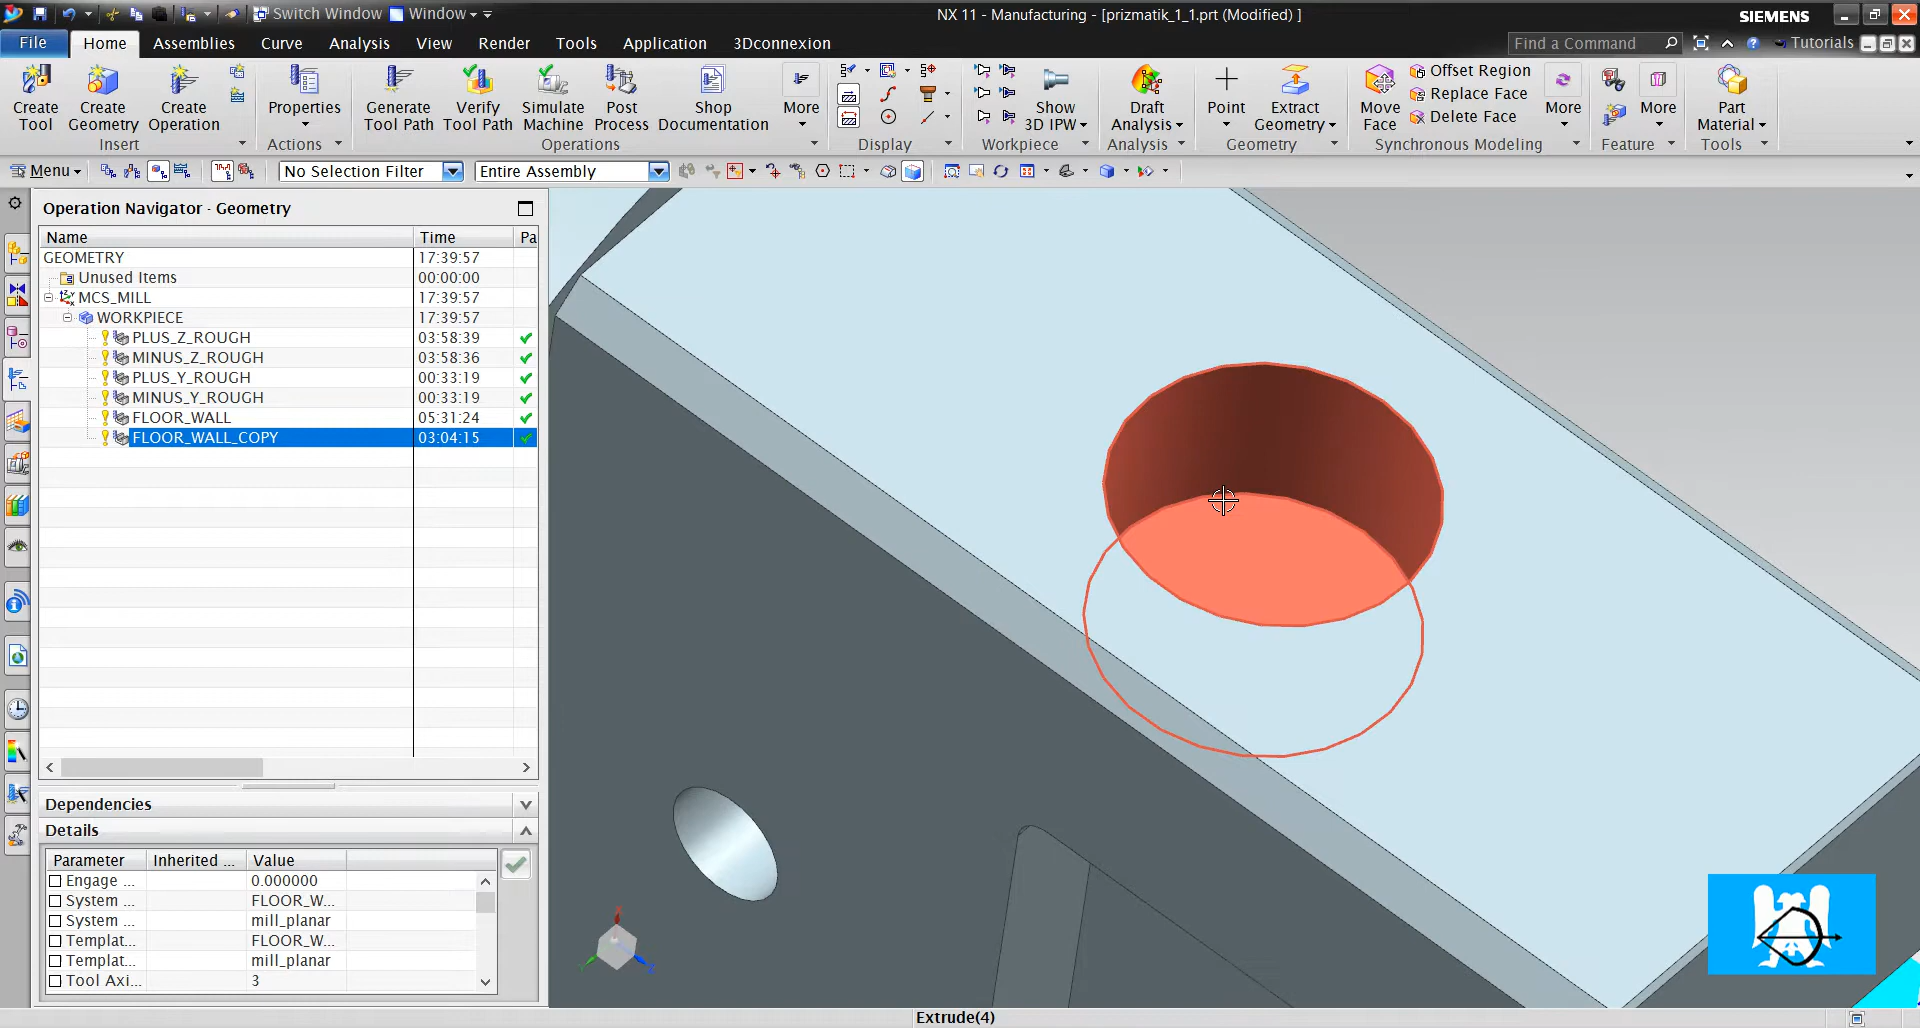 Switch Window Window NX 11 - Manufacturing - [prizmatik_1_1.prt (Modified) ] SIEMENS
File Home Assemblies Curve Analysis View Render Tools Application 3Dconnexion Find a Command Tutorials
Create Tool
Create Geometry
Create Operation
Insert
Properties
Actions
Generate Tool Path
Verify Tool Path
Simulate Machine
Post Process
Shop Documentation
More
Operations
Display
Show 3D IPW
Workpiece
Draft Analysis
Analysis
Point
Extract Geometry
Geometry
Move Face
Offset Region
Replace Face
Delete Face
More
Synchronous Modeling
More
Feature
Part Material
Tools
Menu No Selection Filter Entire Assembly
Operation Navigator - Geometry
Name Time Pa
GEOMETRY 17:39:57
Unused Items 00:00:00
MCS_MILL 17:39:57
WORKPIECE 17:39:57
PLUS_Z_ROUGH 03:58:39
MINUS_Z_ROUGH 03:58:36
PLUS_Y_ROUGH 00:33:19
MINUS_Y_ROUGH 00:33:19
FLOOR_WALL 05:31:24
FLOOR_WALL_COPY 03:04:15
Dependencies
Details
Parameter Inherited ... Value
Engage ... 0.000000
System ... FLOOR_W...
System ... mill_planar
Templat... FLOOR_W...
Templat... mill_planar
Tool Axi... 3
Extrude(4)